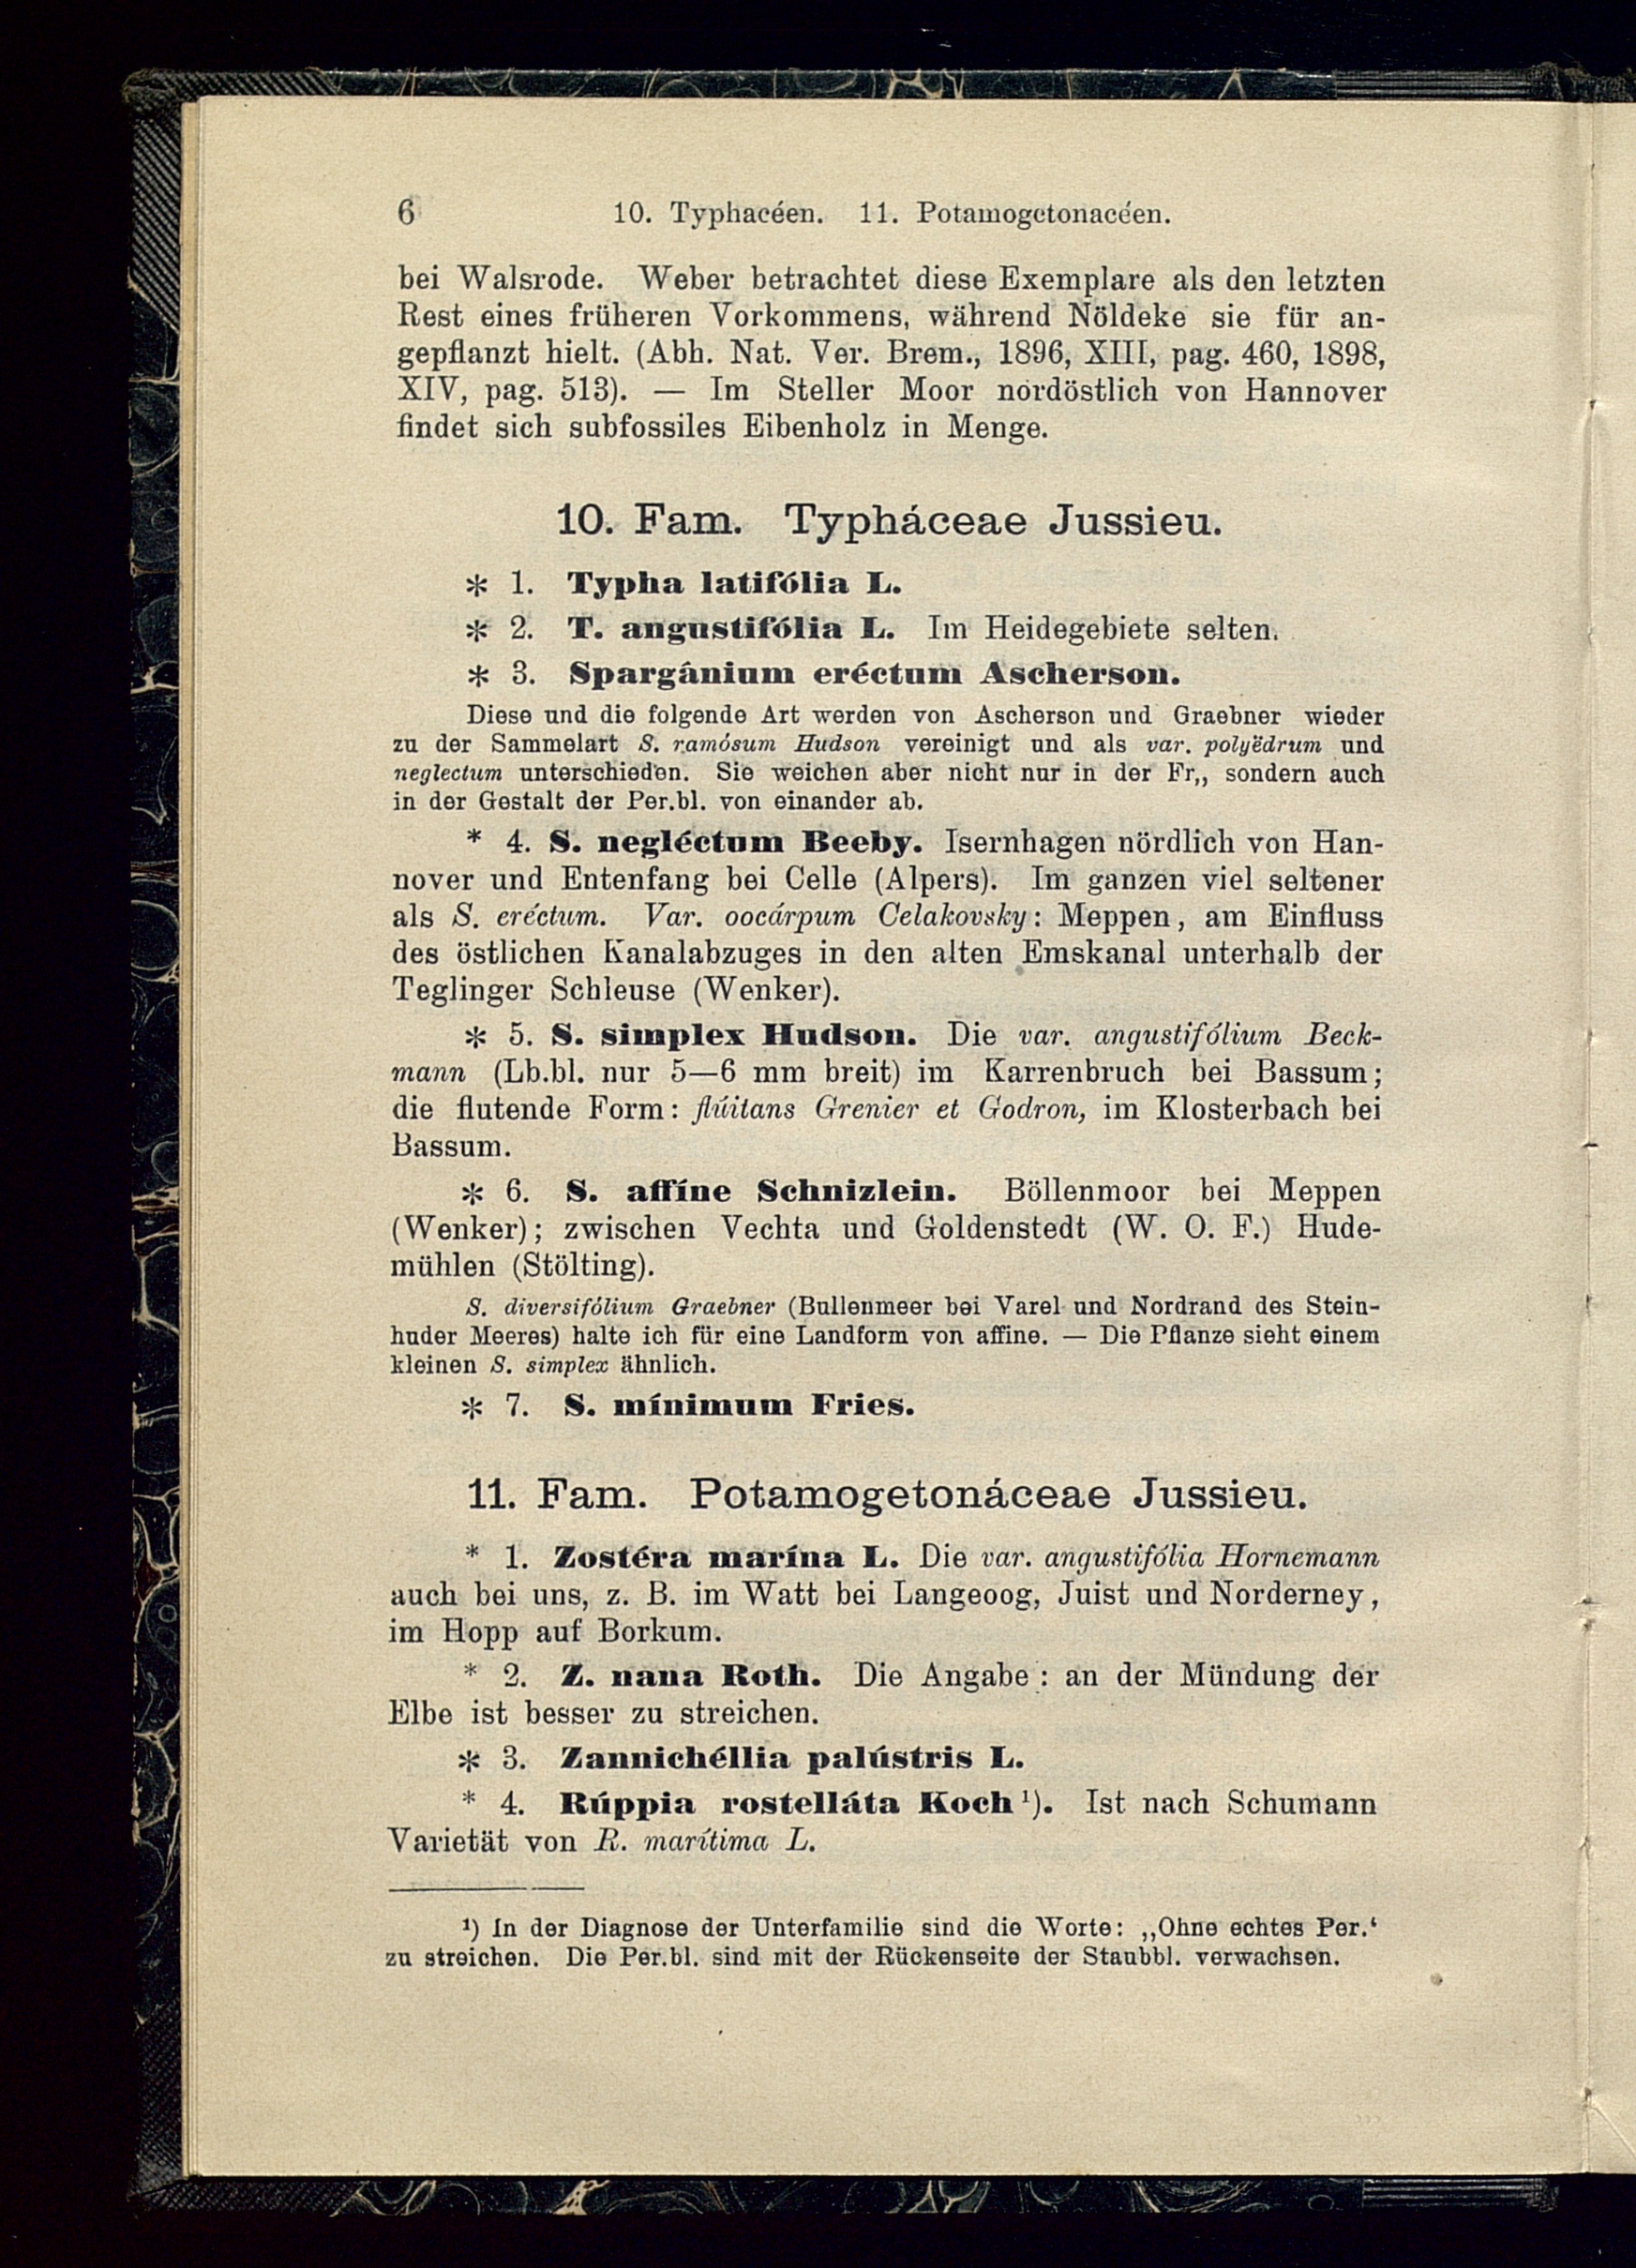 6 10. Typhacéen. 11. Potamogetonacéen.
bei Walsrode. Weber betrachtet diese Exemplare als den letzten
Rest eines früheren Vorkommens, während Nöldeke sie für an-
gepflanzt hielt. (Abh. Nat. Ver. Brem., 1896, XIII, pag. 460, 1898,
XIV, pag. 513). — Im Steller Moor nordöstlich von Hannover
findet sich subfossiles Eibenholz in Menge.
10. Fam. Typháceae Jussieu.
✻ 1. Typha latifólia L.
✻ 2. T. angustifólia L. Im Heidegebiete selten.
✻ 3. Spargánium eréctum Ascherson.
Diese und die folgende Art werden von Ascherson und Graebner wieder
zu der Sammelart S. ramósum Hudson vereinigt und als var. polyëdrum und
neglectum unterschieden. Sie weichen aber nicht nur in der Fr,, sondern auch
in der Gestalt der Per.bl. von einander ab.
* 4. S. negléctum Beeby. Isernhagen nördlich von Han-
nover und Entenfang bei Celle (Alpers). Im ganzen viel seltener
als S. eréctum. Var. oocárpum Celakovsky: Meppen, am Einfluss
des östlichen Kanalabzuges in den alten Emskanal unterhalb der
Teglinger Schleuse (Wenker).
✻ 5. S. simplex Hudson. Die var. angustifólium Beck-
mann (Lb.bl. nur 5—6 mm breit) im Karrenbruch bei Bassum;
die flutende Form: flúitans Grenier et Godron, im Klosterbach bei
Bassum.
✻ 6. S. affíne Schnizlein. Böllenmoor bei Meppen
(Wenker); zwischen Vechta und Goldenstedt (W. O. F.) Hude-
mühlen (Stölting).
S. diversifólium Graebner (Bullenmeer bei Varel und Nordrand des Stein-
huder Meeres) halte ich für eine Landform von affine. — Die Pflanze sieht einem
kleinen S. simplex ähnlich.
✻ 7. S. mínimum Fries.
11. Fam. Potamogetonáceae Jussieu.
* 1. Zostéra marína L. Die var. angustifólia Hornemann
auch bei uns, z. B. im Watt bei Langeoog, Juist und Norderney,
im Hopp auf Borkum.
* 2. Z. nana Roth. Die Angabe: an der Mündung der
Elbe ist besser zu streichen.
✻ 3. Zannichéllia palústris L.
* 4. Rúppia rostelláta Koch ¹). Ist nach Schumann
Varietät von R. marítima L.
¹) In der Diagnose der Unterfamilie sind die Worte: „Ohne echtes Per.‘
zu streichen. Die Per.bl. sind mit der Rückenseite der Staubbl. verwachsen.